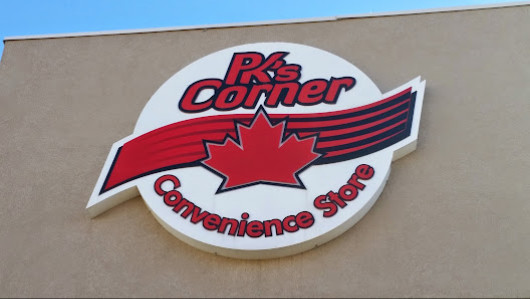 PK's
Corner
Convenience Store